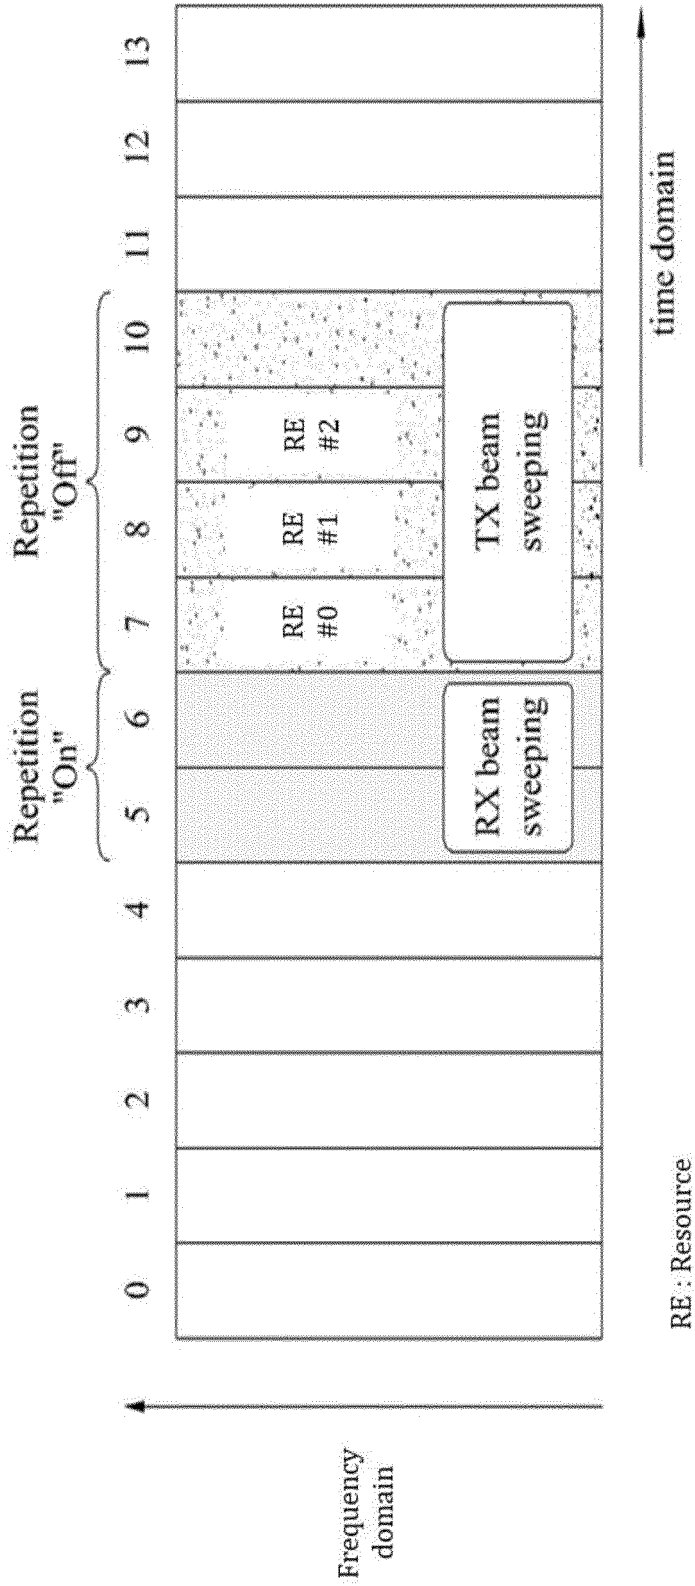 Repetition
"On"
Repetition
"Off"
0 1 2 3 4 5 6 7 8 9 10 11 12 13
RE
#0
RE
#1
RE
#2
RX beam
sweeping
TX beam
sweeping
Frequency
domain
time domain
RE : Resource